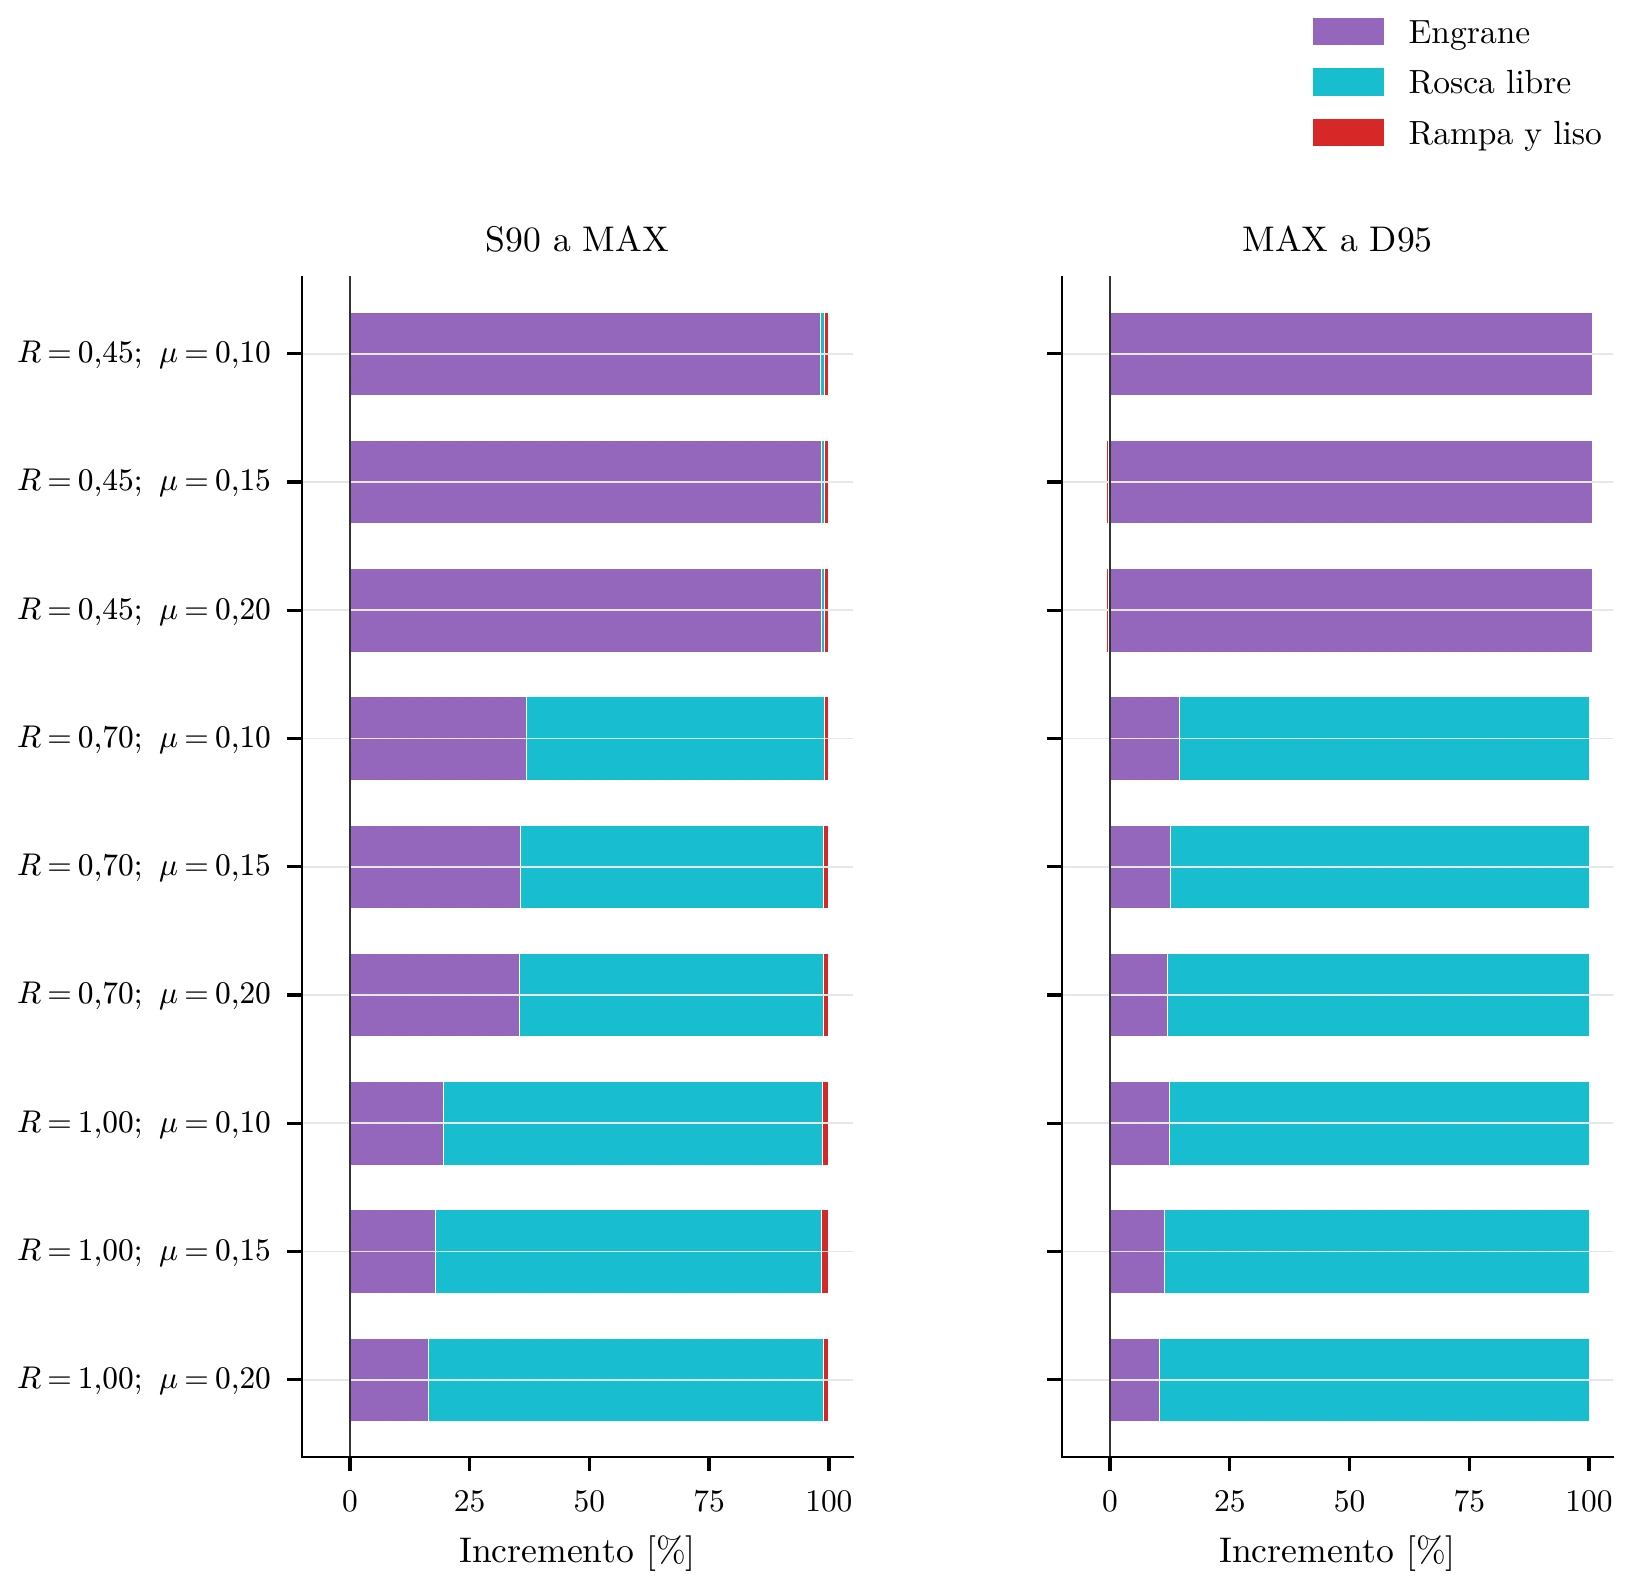 Engrane
Rosca libre
Rampa y liso
S90 a MAX
MAX a D95
R = 0,45; μ = 0,10
R = 0,45; μ = 0,15
R = 0,45; μ = 0,20
R = 0,70; μ = 0,10
R = 0,70; μ = 0,15
R = 0,70; μ = 0,20
R = 1,00; μ = 0,10
R = 1,00; μ = 0,15
R = 1,00; μ = 0,20
0 25 50 75 100
0 25 50 75 100
Incremento [%]
Incremento [%]